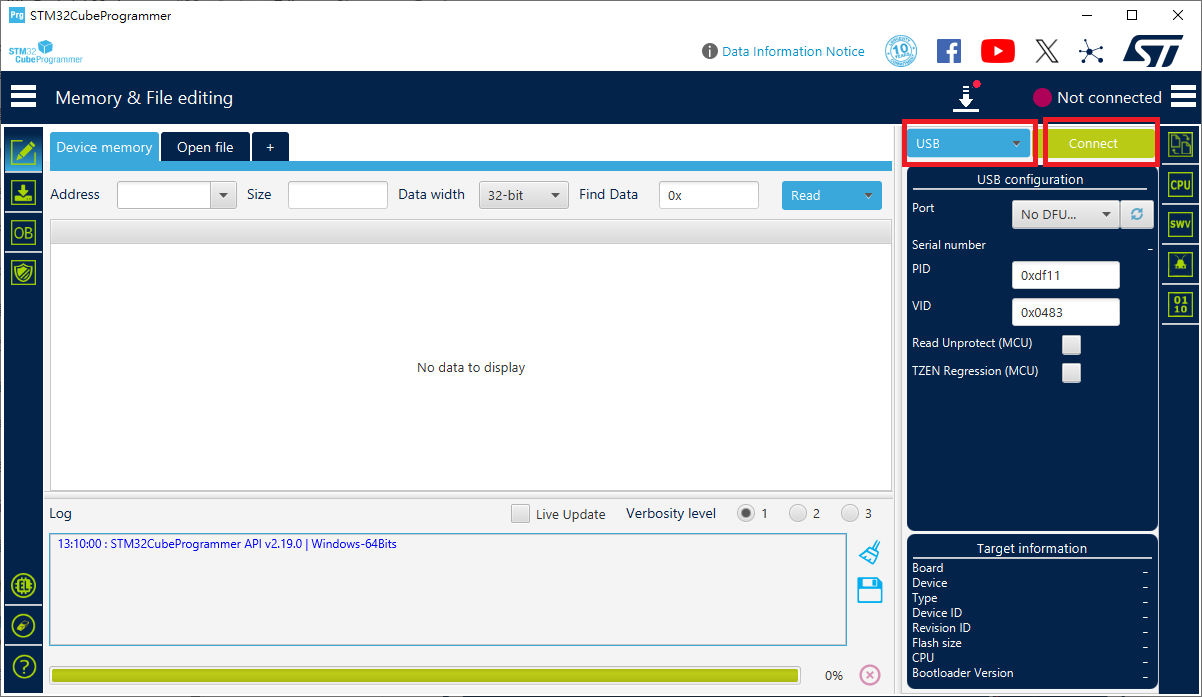 Prg STM32CubeProgrammer
STM32
CubeProgrammer
Data Information Notice
10 YEARS
Memory & File editing
Not connected
Device memory
Open file
+
USB
Connect
Address
Size
Data width
32-bit
Find Data
0x
Read
USB configuration
Port
No DFU...
Serial number
PID
0xdf11
VID
0x0483
Read Unprotect (MCU)
TZEN Regression (MCU)
OB
CPU
SWV
01
10
No data to display
Log
Live Update
Verbosity level
1
2
3
13:10:00 : STM32CubeProgrammer API v2.19.0 | Windows-64Bits
0%
Target information
Board -
Device -
Type -
Device ID -
Revision ID -
Flash size -
CPU -
Bootloader Version -
?